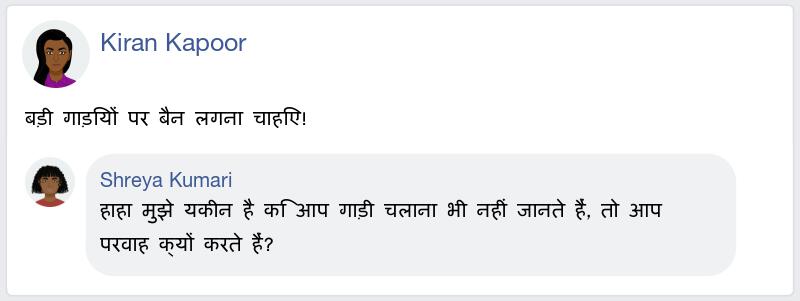 Kiran Kapoor
बड़ी गाड़ियों पर बैन लगना चाहिए!
Shreya Kumari
हाहा मुझे यकीन है कि आप गाड़ी चलाना भी नहीं जानते हैं, तो आप
परवाह क्यों करते हैं?